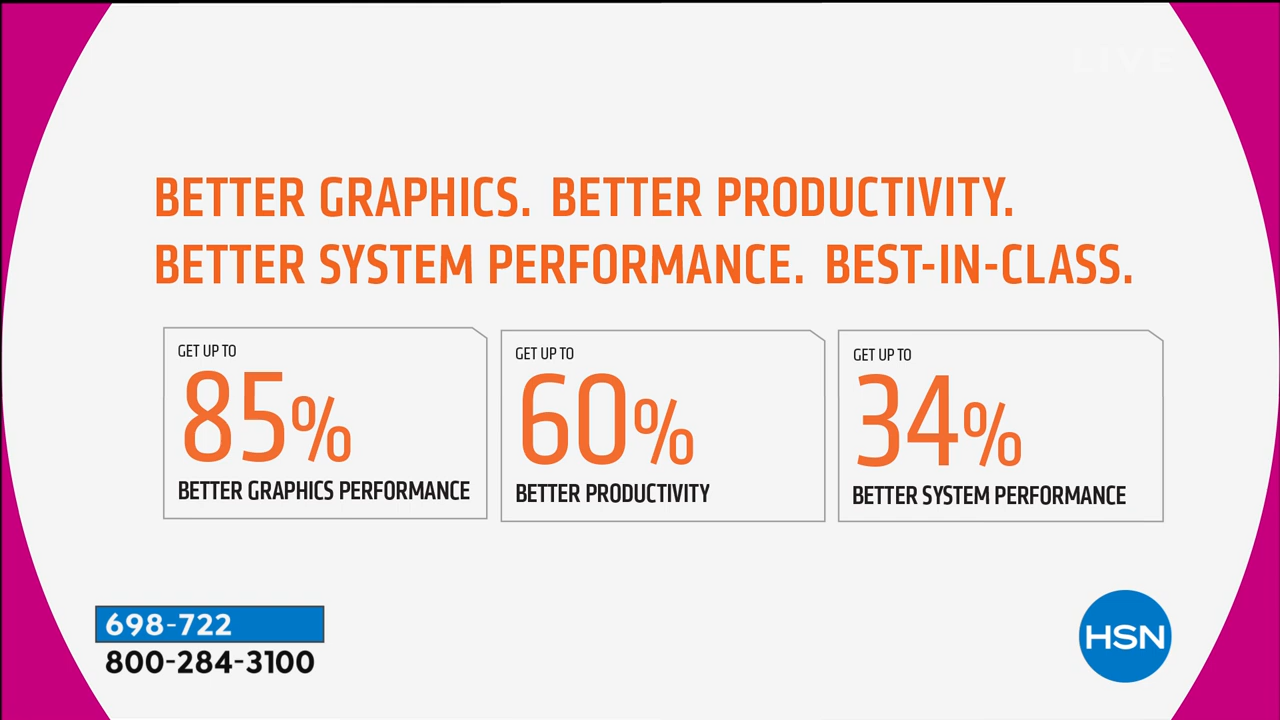 LIVE
BETTER GRAPHICS. BETTER PRODUCTIVITY.
BETTER SYSTEM PERFORMANCE. BEST-IN-CLASS.
GET UP TO
85%
BETTER GRAPHICS PERFORMANCE
GET UP TO
60%
BETTER PRODUCTIVITY
GET UP TO
34%
BETTER SYSTEM PERFORMANCE
698-722
800-284-3100
HSN